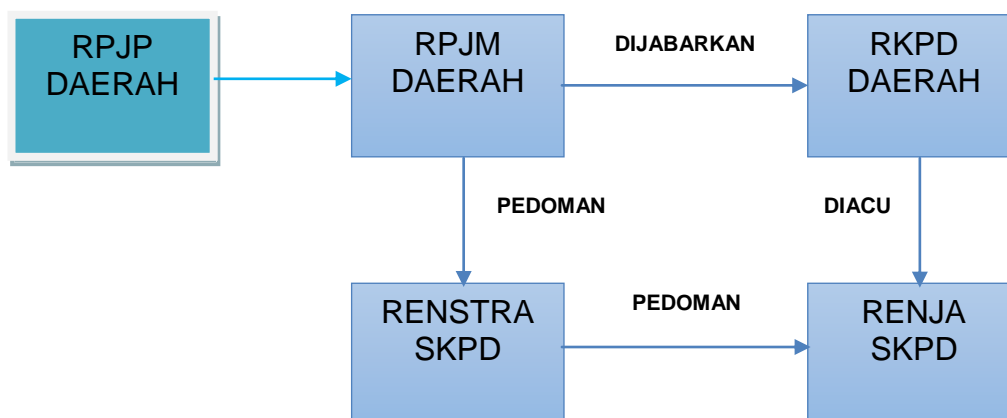 RPJP
DAERAH
RPJM
DAERAH
DIJABARKAN
RKPD
DAERAH
PEDOMAN
DIACU
RENSTRA
SKPD
PEDOMAN
RENJA
SKPD